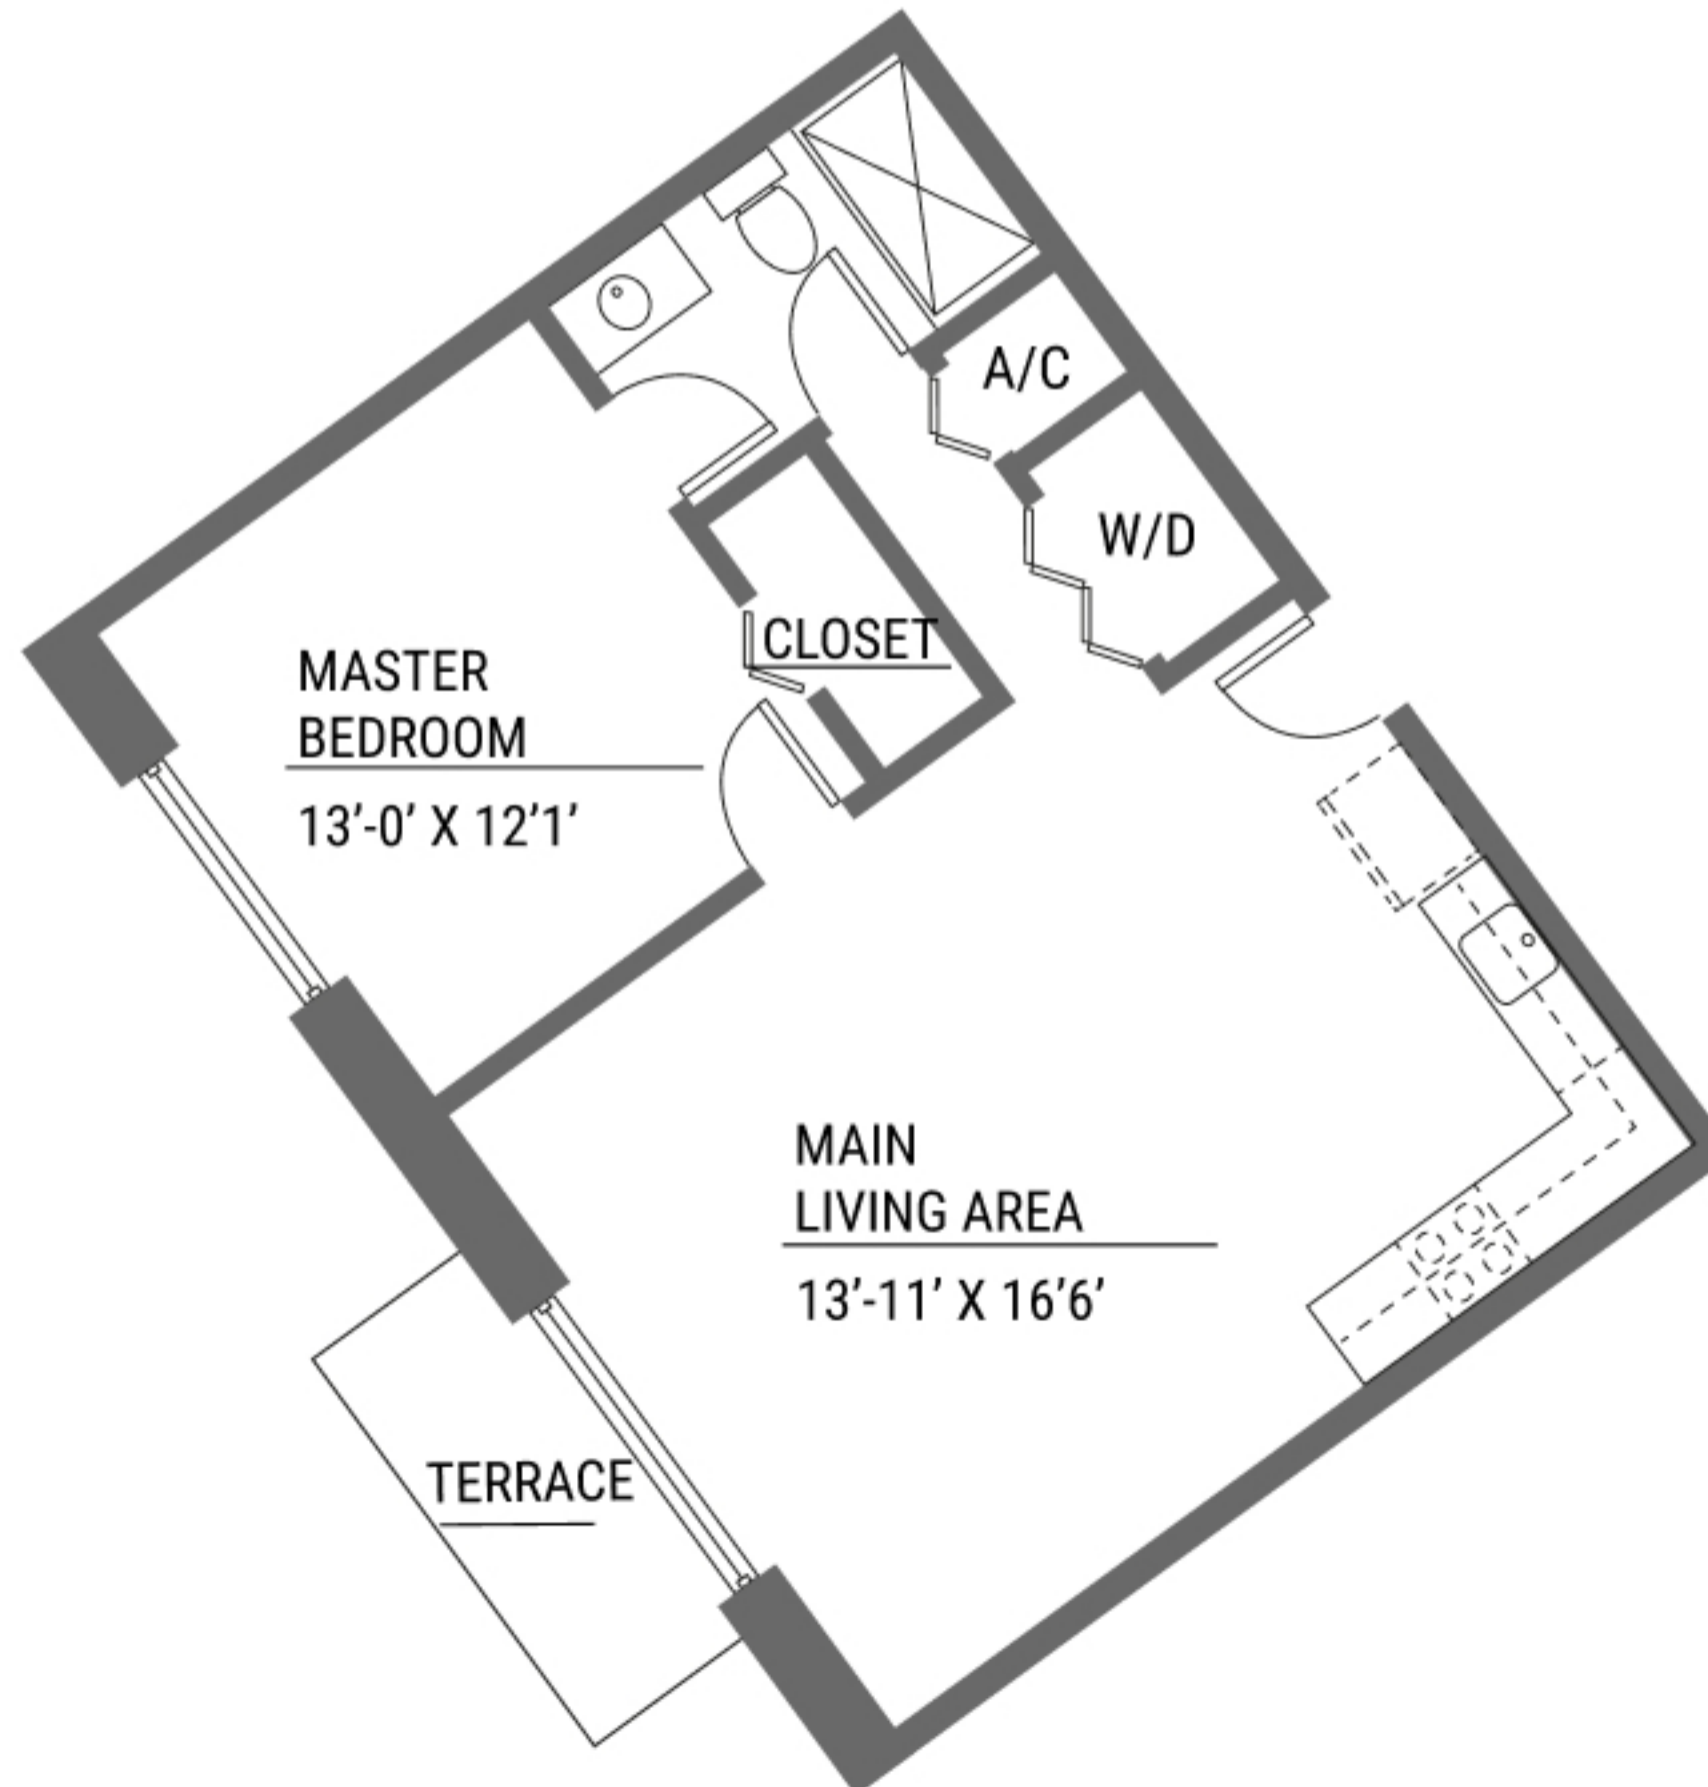 A/C
W/D
CLOSET
MASTER
BEDROOM
13’-0’ X 12’1’
MAIN
LIVING AREA
13’-11’ X 16’6’
TERRACE